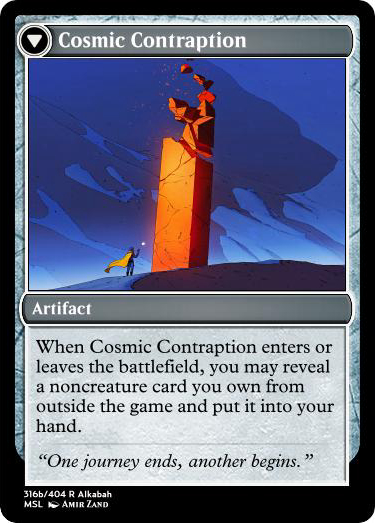 Cosmic Contraption
Artifact
When Cosmic Contraption enters or
leaves the battlefield, you may reveal
a noncreature card you own from
outside the game and put it into your
hand.
“One journey ends, another begins.”
316b/404 R Alkabah
MSL Amir Zand